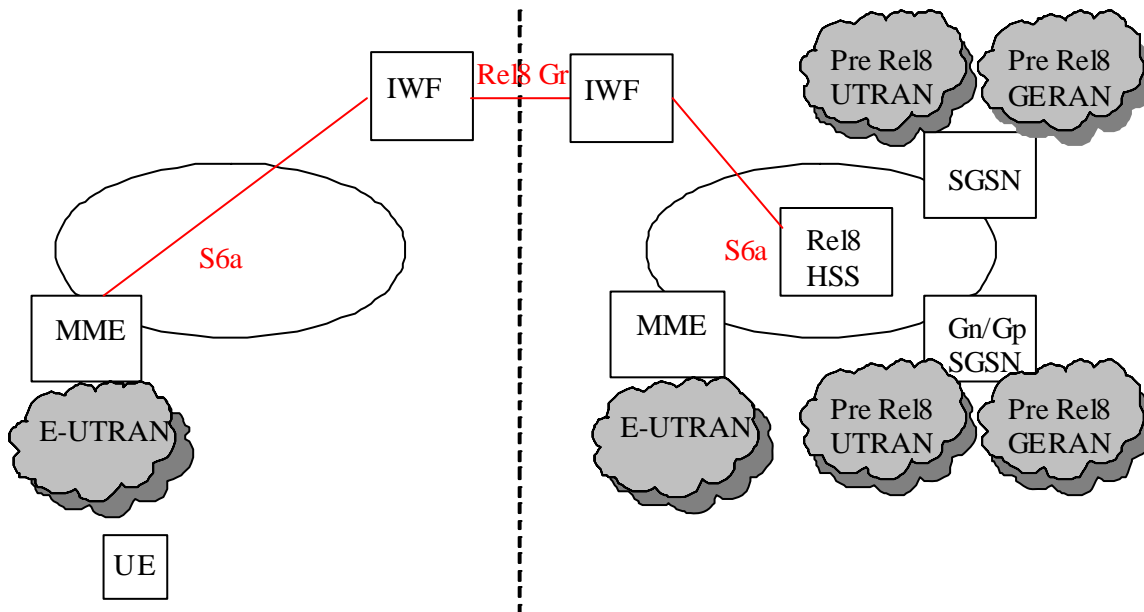 IWF
Rel8 Gr
IWF
Pre Rel8
UTRAN
Pre Rel8
GERAN
SGSN
S6a
S6a
Rel8
HSS
MME
MME
Gn/Gp
SGSN
E-UTRAN
E-UTRAN
Pre Rel8
UTRAN
Pre Rel8
GERAN
UE